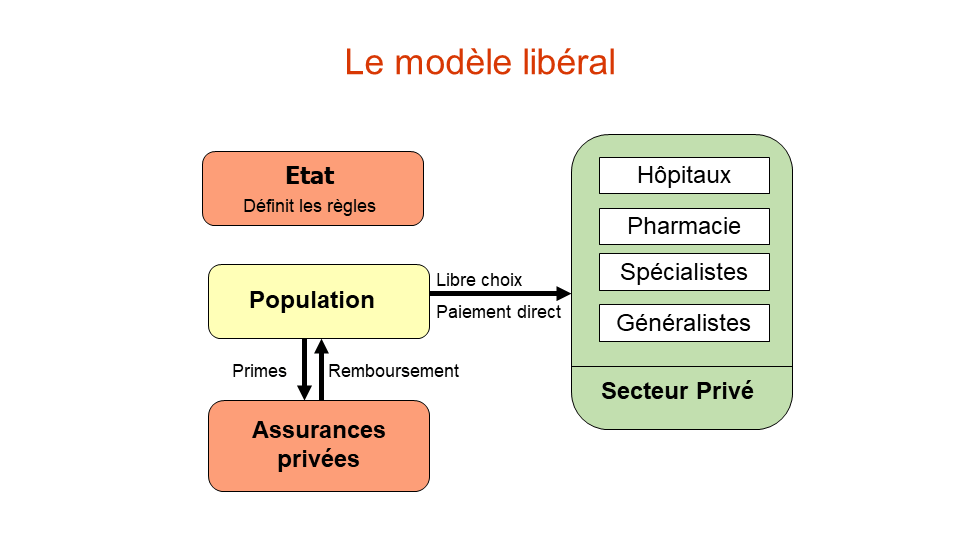 Le modèle libéral
Etat
Définit les règles
Population
Libre choix
Paiement direct
Primes
Remboursement
Assurances
privées
Hôpitaux
Pharmacie
Spécialistes
Généralistes
Secteur Privé